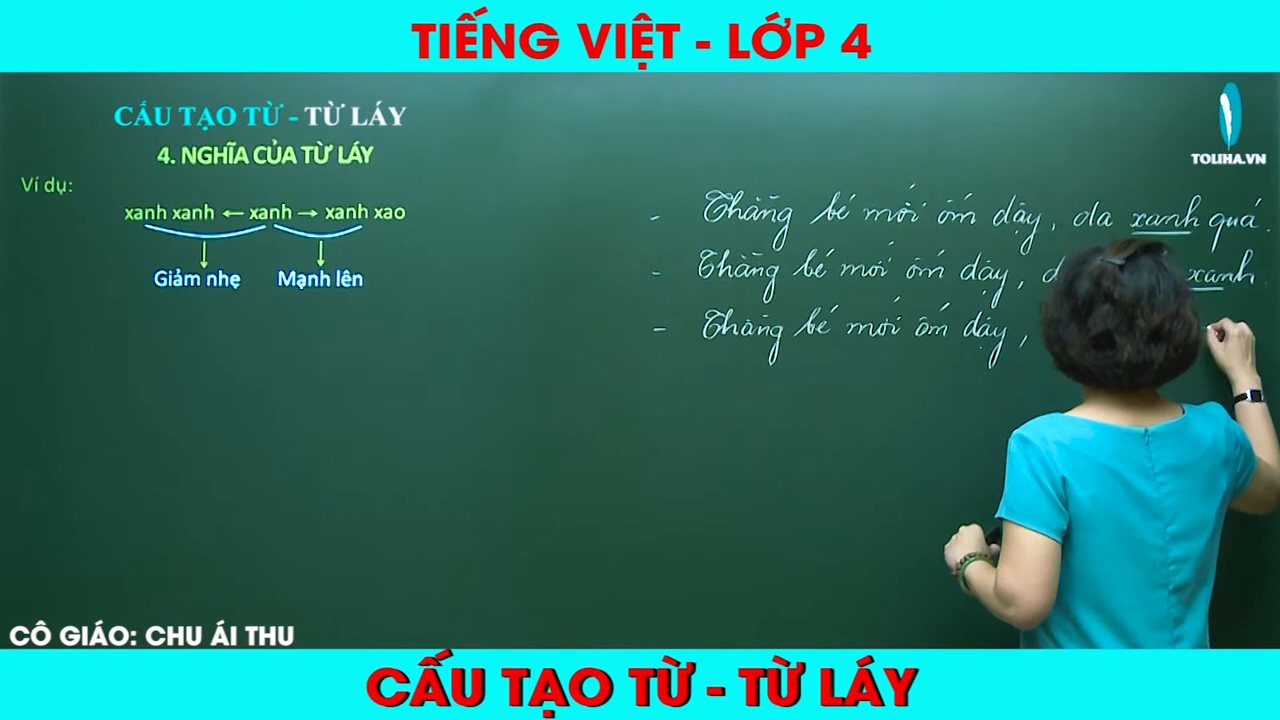 TIẾNG VIỆT - LỚP 4
CẤU TẠO TỪ - TỪ LÁY
4. NGHĨA CỦA TỪ LÁY
TOLIHA.VN
Ví dụ:
xanh xanh ← xanh → xanh xao
Giảm nhẹ Mạnh lên
- Thằng bé mới ốm dậy, da xanh quá.
- Thằng bé mới ốm dậy, xanh.
- Thằng bé mới ốm dậy,
CÔ GIÁO: CHU ÁI THU
CẤU TẠO TỪ - TỪ LÁY